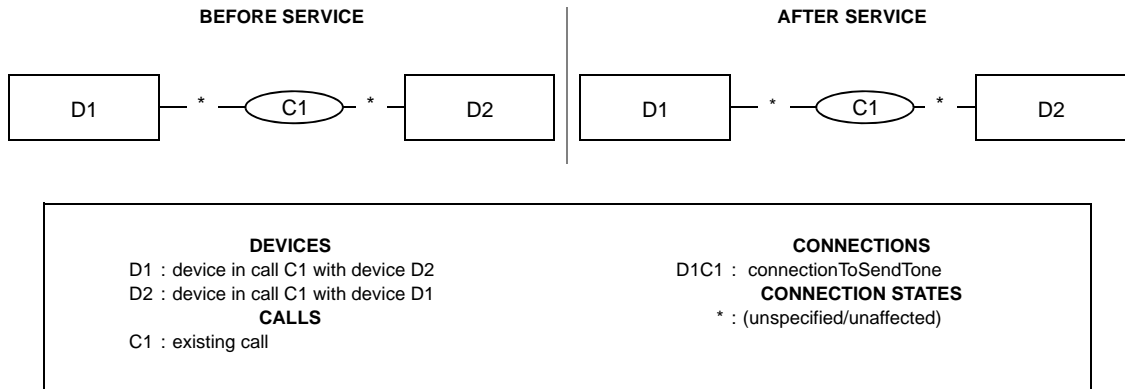 BEFORE SERVICE
AFTER SERVICE
D1 * C1 * D2
D1 * C1 * D2
DEVICES
D1 : device in call C1 with device D2
D2 : device in call C1 with device D1
CALLS
C1 : existing call
CONNECTIONS
D1C1 : connectionToSendTone
CONNECTION STATES
* : (unspecified/unaffected)